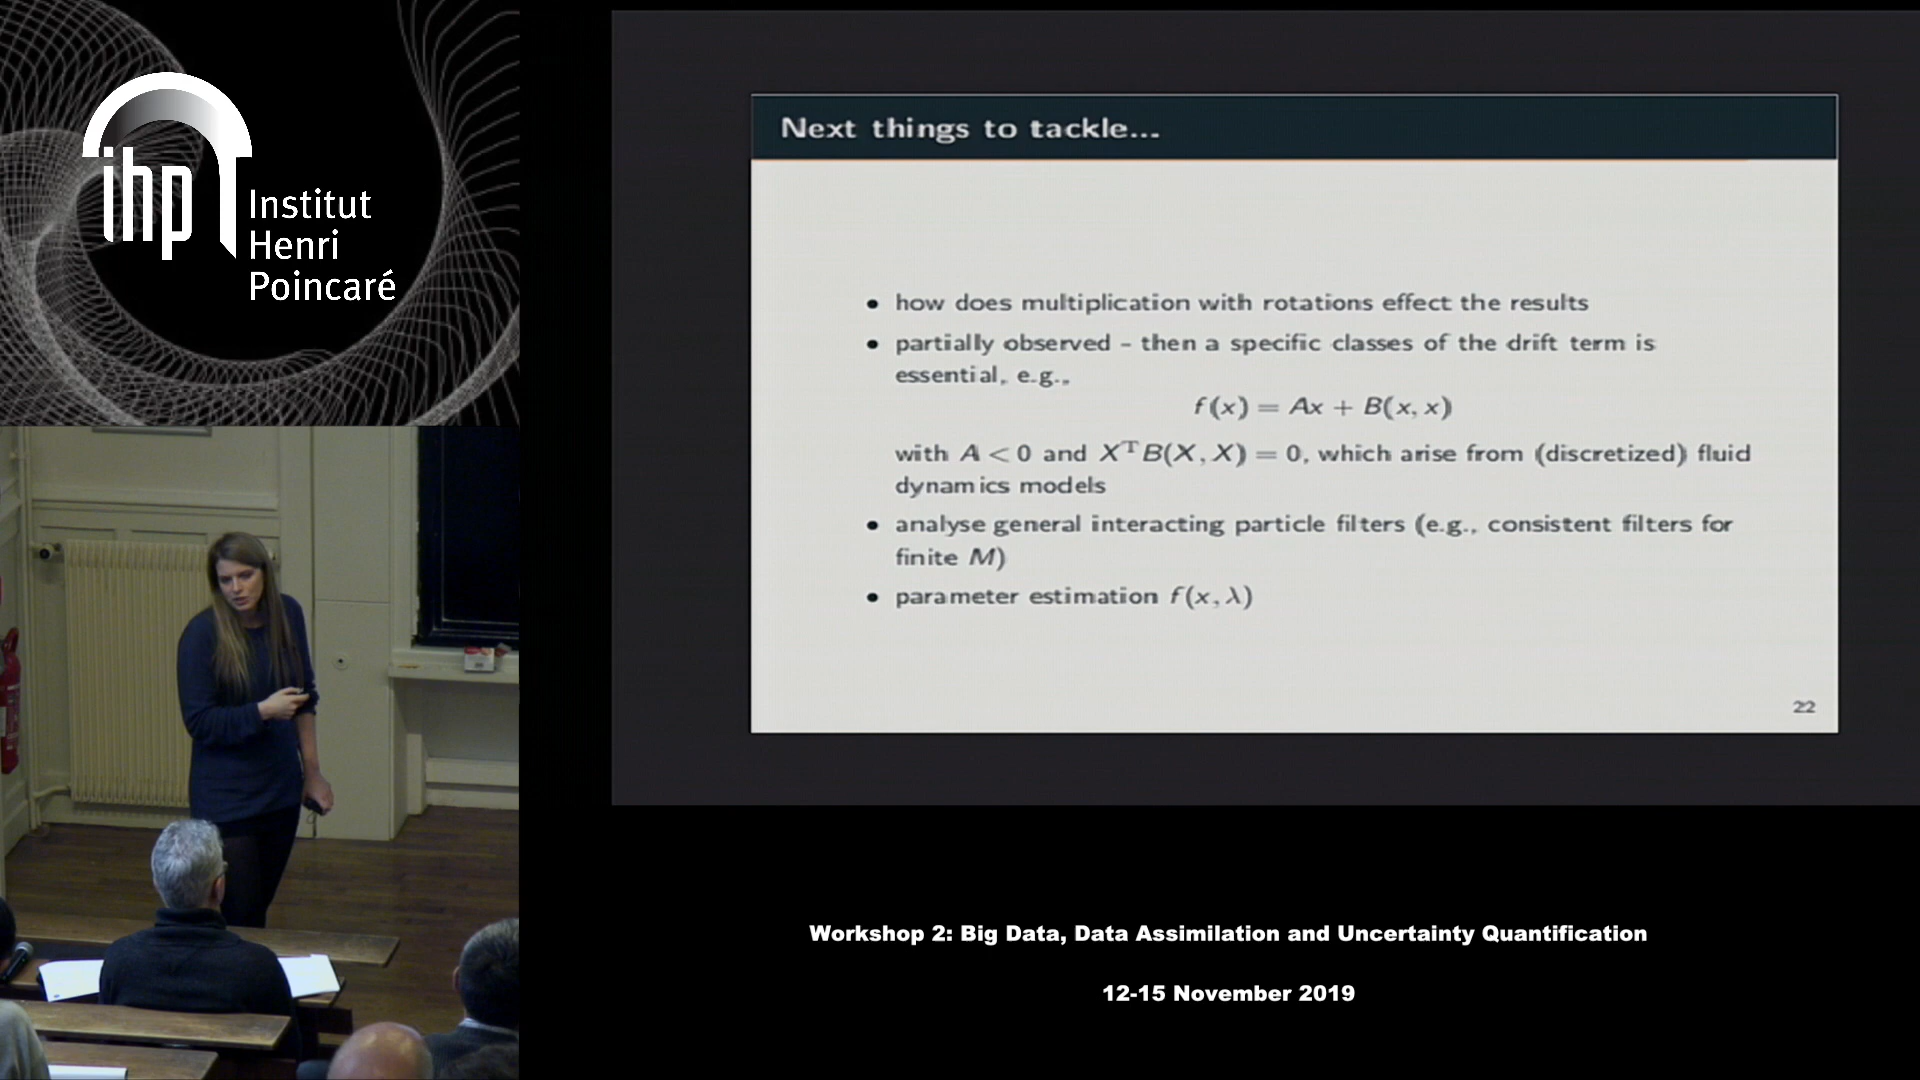 ihp
Institut
Henri
Poincaré
Next things to tackle...
• how does multiplication with rotations effect the results
• partially observed – then a specific classes of the drift term is
essential, e.g.,
f(x) = Ax + B(x, x)
with A < 0 and XᵀB(X, X) = 0, which arise from (discretized) fluid
dynamics models
• analyse general interacting particle filters (e.g., consistent filters for
finite M)
• parameter estimation f(x, λ)
22
Workshop 2: Big Data, Data Assimilation and Uncertainty Quantification
12-15 November 2019